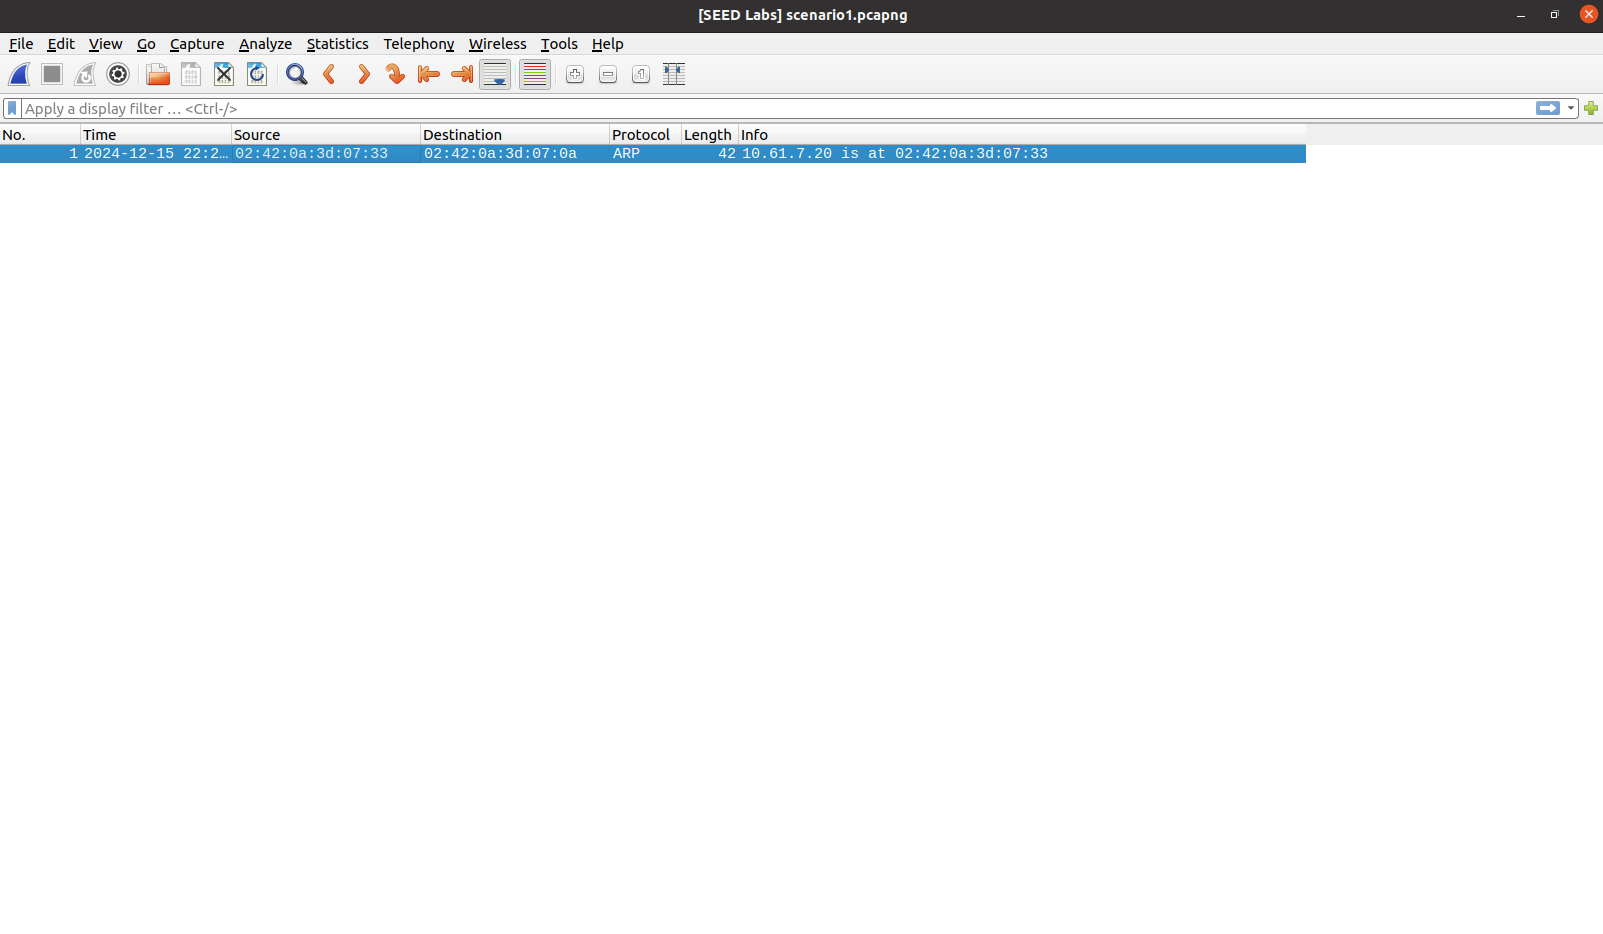 [SEED Labs] scenario1.pcapng
File Edit View Go Capture Analyze Statistics Telephony Wireless Tools Help
Apply a display filter … <Ctrl-/>
No. Time Source Destination Protocol Length Info
1 2024-12-15 22:2… 02:42:0a:3d:07:33 02:42:0a:3d:07:0a ARP 42 10.61.7.20 is at 02:42:0a:3d:07:33